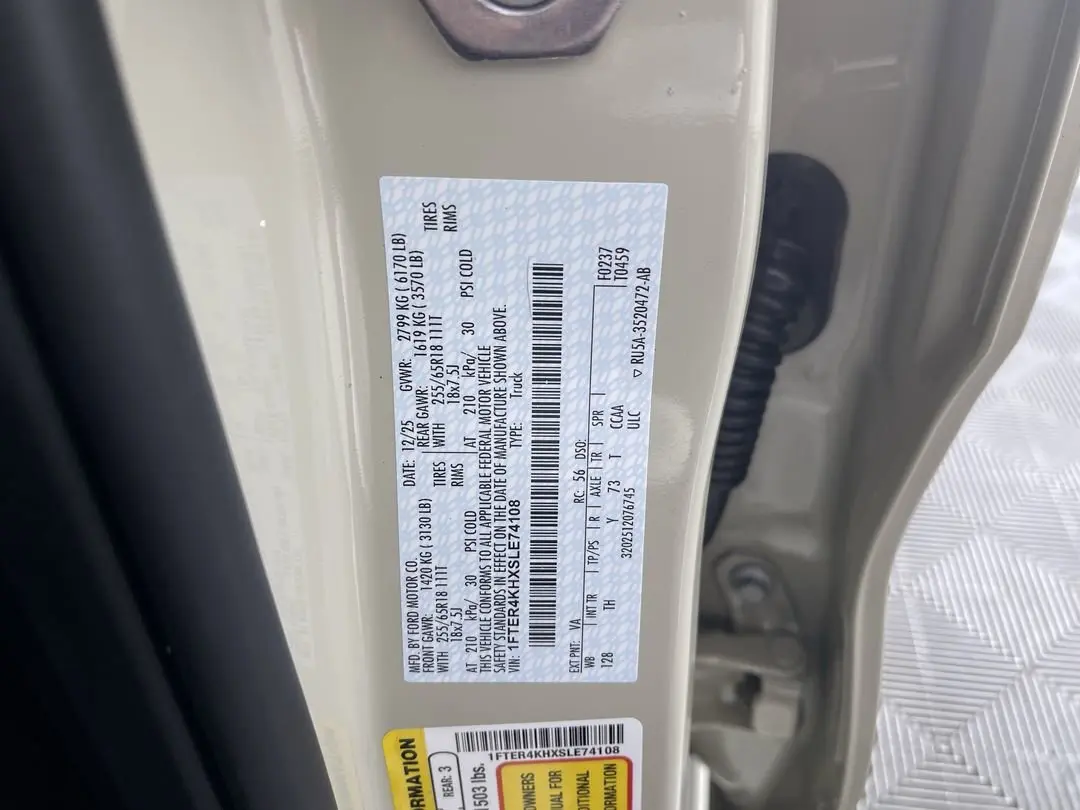 MFD. BY FORD MOTOR CO.
DATE: 12/25 GVWR: 2799 KG ( 6170 LB)
FRONT GAWR: 1420 KG ( 3130 LB) REAR GAWR: 1619 KG ( 3570 LB)
WITH 255/65R18 111T TIRES WITH 255/65R18 111T TIRES
18x7.5J RIMS 18x7.5J RIMS
AT 210 kPa/ 30 PSI COLD AT 210 kPa/ 30 PSI COLD
THIS VEHICLE CONFORMS TO ALL APPLICABLE FEDERAL MOTOR VEHICLE
SAFETY STANDARDS IN EFFECT ON THE DATE OF MANUFACTURE SHOWN ABOVE.
VIN: 1FTER4KHXSLE74108 TYPE: Truck
EXT PNT: VA RC: 56 DSO:
WB INT TR TP/PS R AXLE TR SPR F0237
128 TH Y 73 T CCAA T0459
3202512076745 ULC
▽ RU5A-3520472-AB
1FTER4KHXSLE74108
REAR: 3
503 lbs.
OWNERS